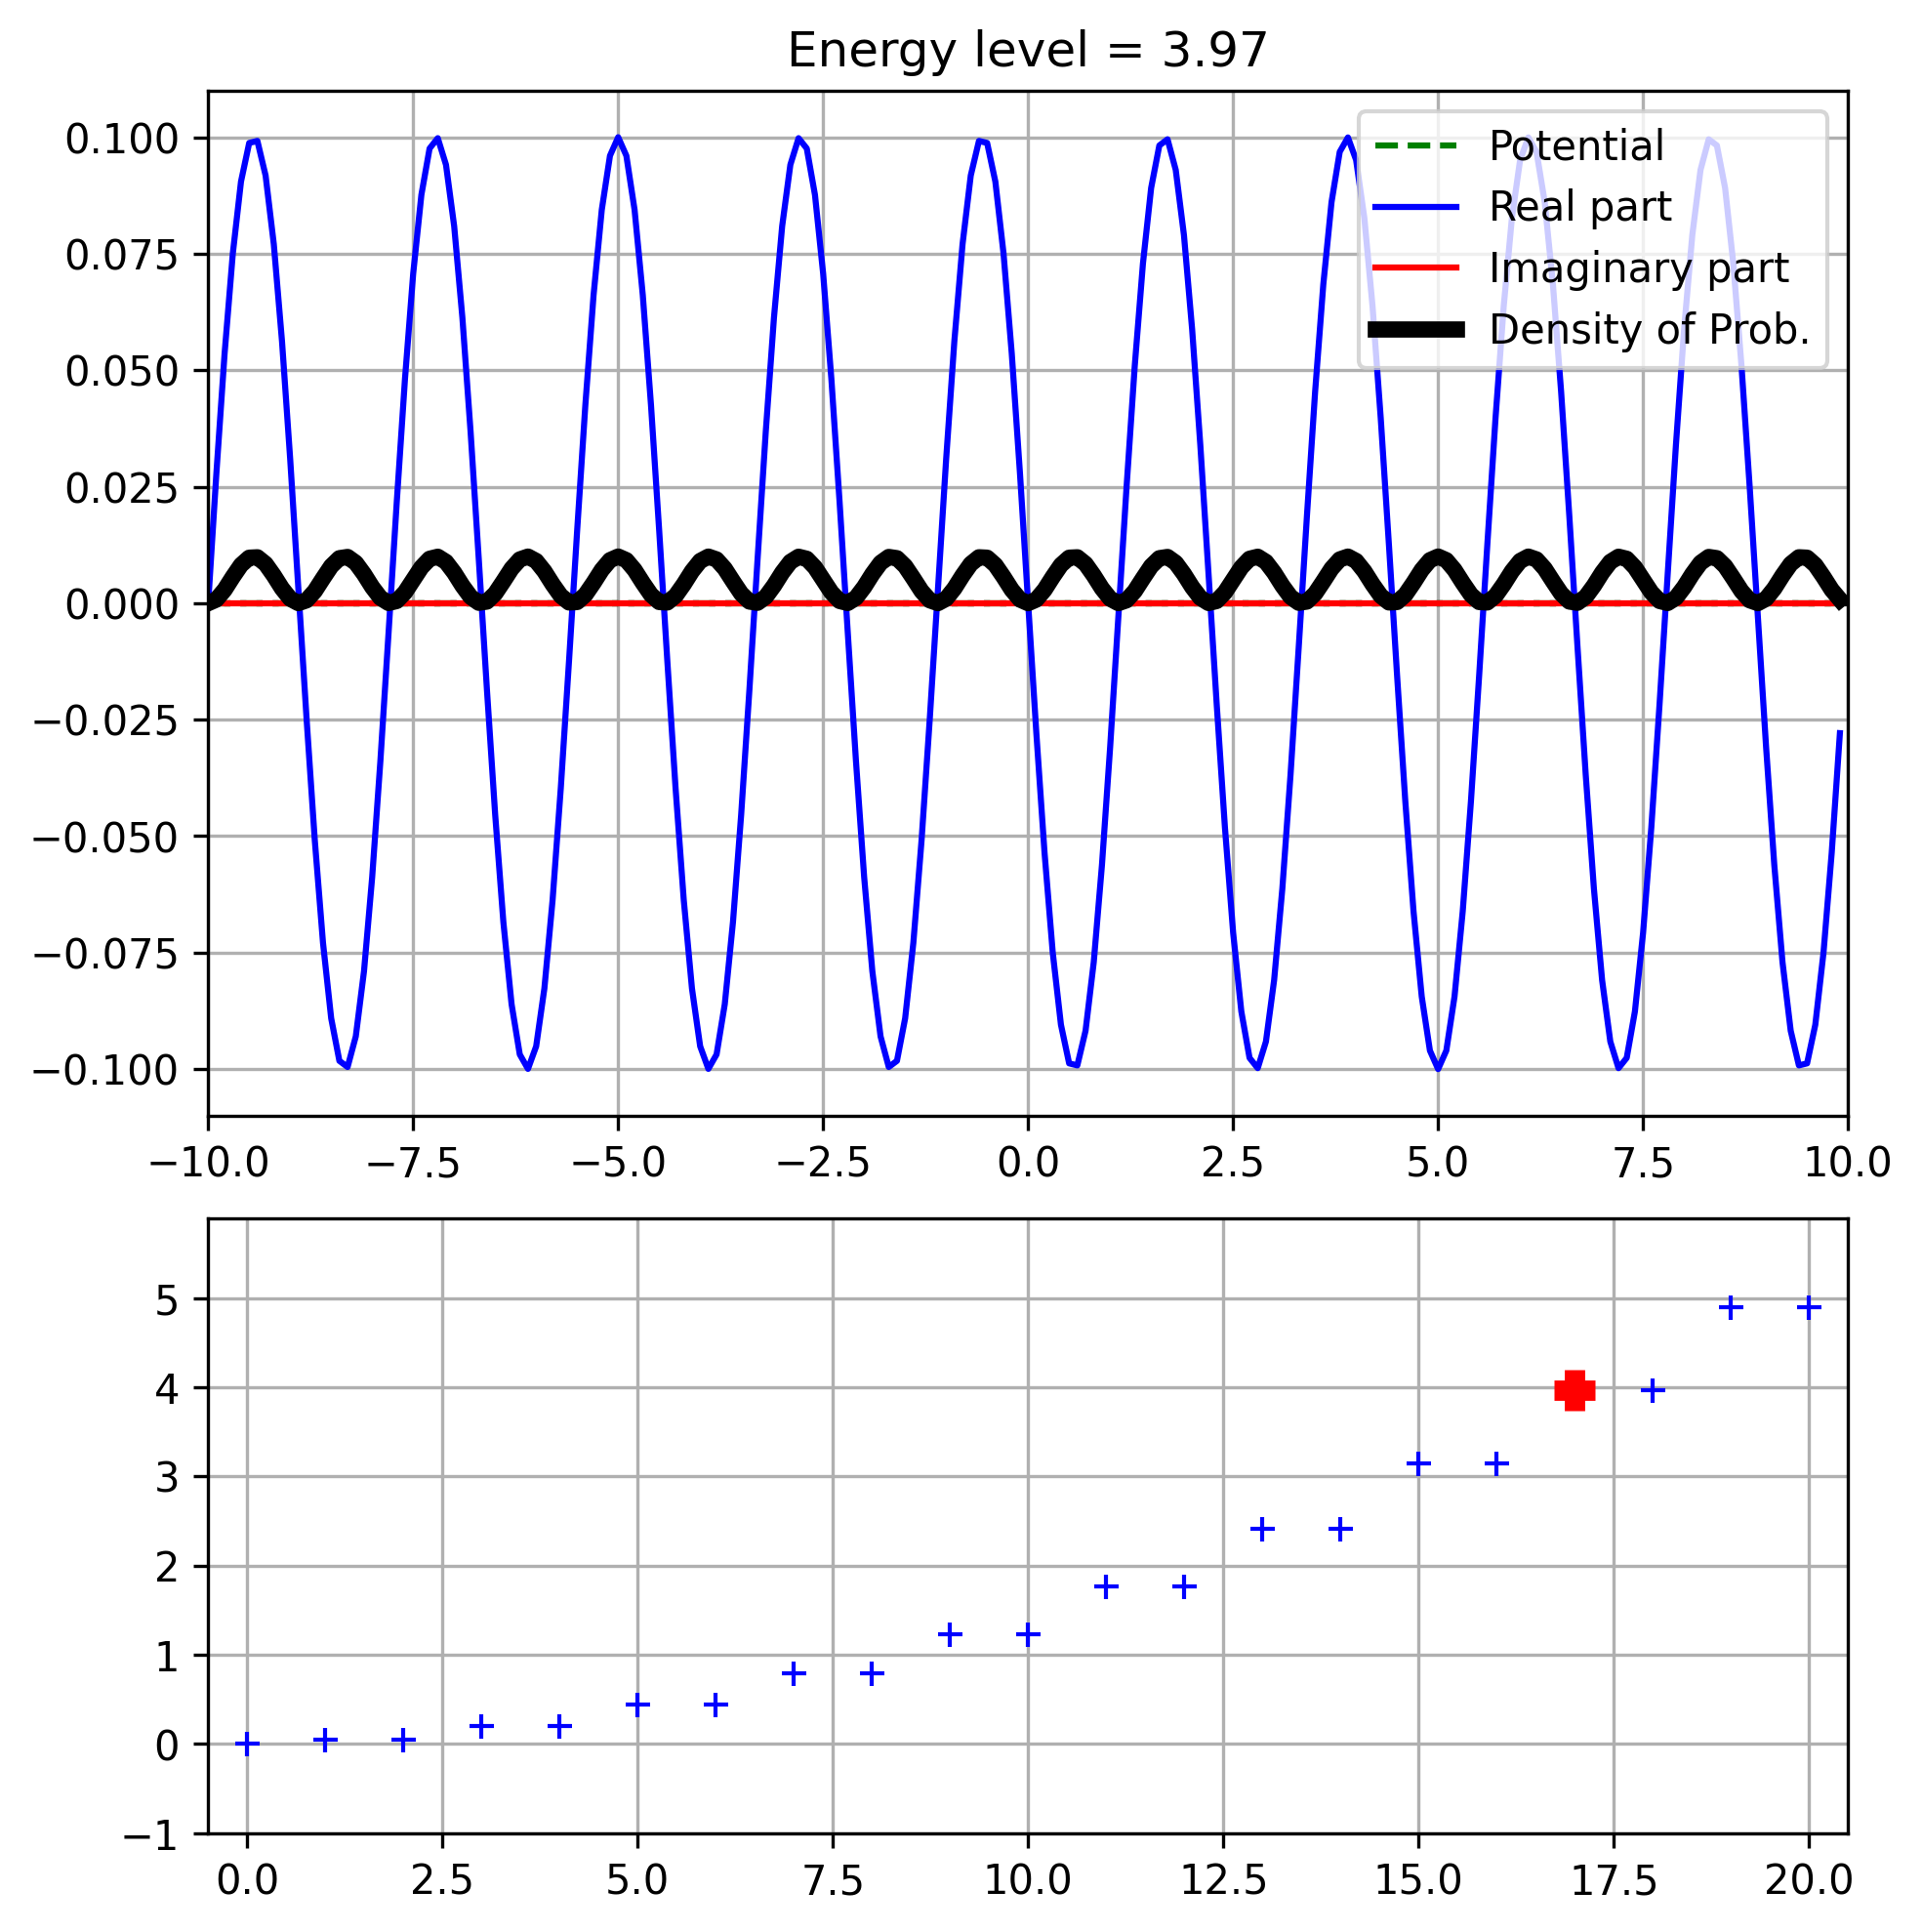 Energy level = 3.97
0.100
0.075
0.050
0.025
0.000
−0.025
−0.050
−0.075
−0.100
Potential
Real part
Imaginary part
Density of Prob.
−10.0 −7.5 −5.0 −2.5 0.0 2.5 5.0 7.5 10.0
5
4
3
2
1
0
−1
0.0 2.5 5.0 7.5 10.0 12.5 15.0 17.5 20.0